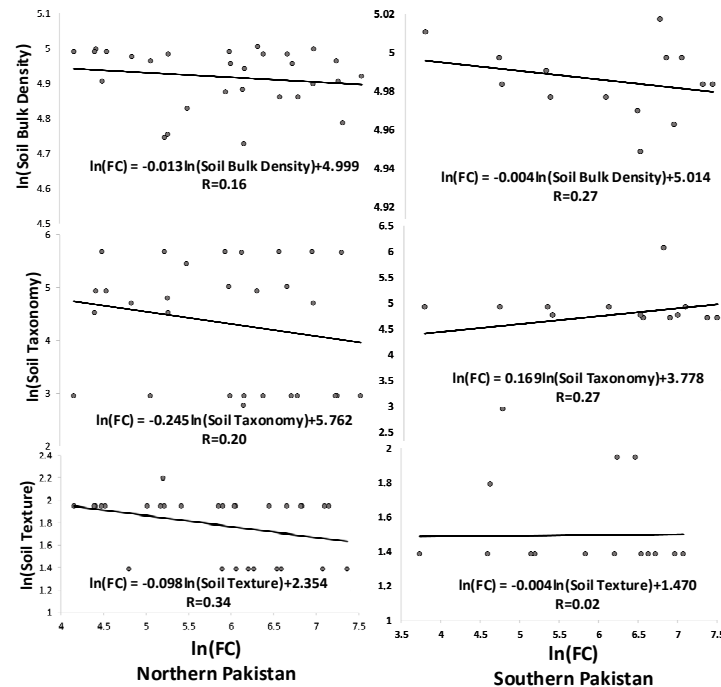 5.1
5
4.9
4.8
4.7
4.6
4.5
ln(Soil Bulk Density)
ln(FC) = -0.013ln(Soil Bulk Density)+4.999
R=0.16
5.02
5
4.98
4.96
4.94
4.92
ln(FC) = -0.004ln(Soil Bulk Density)+5.014
R=0.27
6
5
4
3
2
ln(Soil Taxonomy)
ln(FC) = -0.245ln(Soil Taxonomy)+5.762
R=0.20
6.5
6
5.5
5
4.5
4
3.5
3
2.5
ln(FC) = 0.169ln(Soil Taxonomy)+3.778
R=0.27
2.4
2.2
2
1.8
1.6
1.4
1.2
1
ln(Soil Texture)
ln(FC) = -0.098ln(Soil Texture)+2.354
R=0.34
4 4.5 5 5.5 6 6.5 7 7.5
ln(FC)
Northern Pakistan
2
1.8
1.6
1.4
1.2
1
ln(FC) = -0.004ln(Soil Texture)+1.470
R=0.02
3.5 4 4.5 5 5.5 6 6.5 7 7.5
ln(FC)
Southern Pakistan